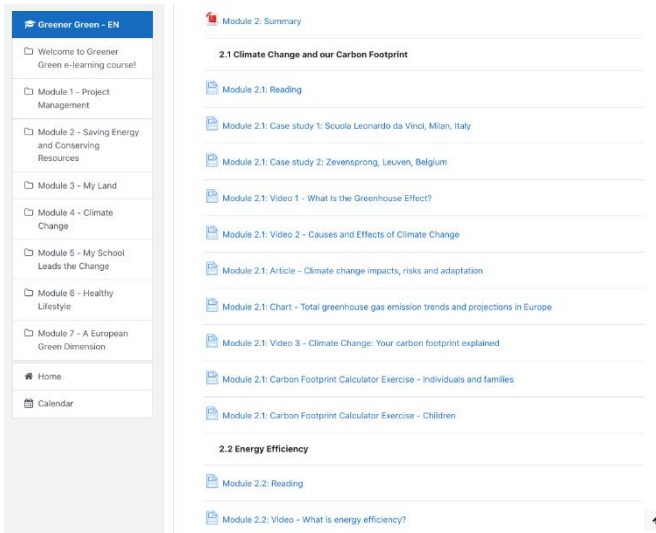 Greener Green - EN
Welcome to Greener
Green e-learning course!
Module 1 - Project
Management
Module 2 - Saving Energy
and Conserving
Resources
Module 3 - My Land
Module 4 - Climate
Change
Module 5 - My School
Leads the Change
Module 6 - Healthy
Lifestyle
Module 7 - A European
Green Dimension
Home
Calendar
Module 2: Summary
2.1 Climate Change and our Carbon Footprint
Module 2.1: Reading
Module 2.1: Case study 1: Scuola Leonardo da Vinci, Milan, Italy
Module 2.1: Case study 2: Zevensprong, Leuven, Belgium
Module 2.1: Video 1 - What Is the Greenhouse Effect?
Module 2.1: Video 2 - Causes and Effects of Climate Change
Module 2.1: Article - Climate change impacts, risks and adaptation
Module 2.1: Chart - Total greenhouse gas emission trends and projections in Europe
Module 2.1: Video 3 - Climate Change: Your carbon footprint explained
Module 2.1: Carbon Footprint Calculator Exercise - Individuals and families
Module 2.1: Carbon Footprint Calculator Exercise - Children
2.2 Energy Efficiency
Module 2.2: Reading
Module 2.2: Video - What is energy efficiency?